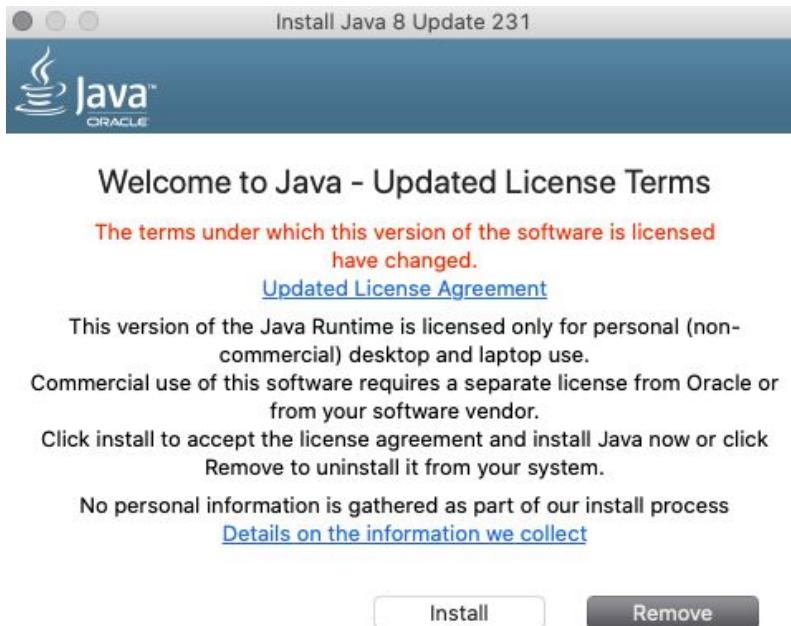 Install Java 8 Update 231
Java™
ORACLE
Welcome to Java - Updated License Terms
The terms under which this version of the software is licensed
have changed.
Updated License Agreement
This version of the Java Runtime is licensed only for personal (non-
commercial) desktop and laptop use.
Commercial use of this software requires a separate license from Oracle or
from your software vendor.
Click install to accept the license agreement and install Java now or click
Remove to uninstall it from your system.
No personal information is gathered as part of our install process
Details on the information we collect
Install Remove